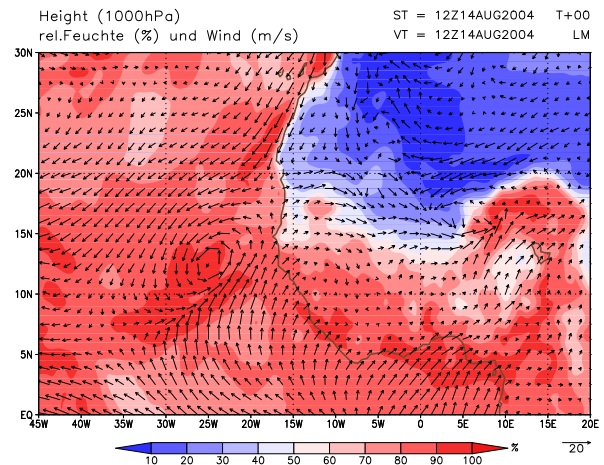 Height (1000hPa) ST = 12Z14AUG2004 T+00
rel.Feuchte (%) und Wind (m/s) VT = 12Z14AUG2004 LM
30N
25N
20N
15N
10N
5N
EQ
45W 40W 35W 30W 25W 20W 15W 10W 5W 0 5E 10E 15E 20E
10 20 30 40 50 60 70 80 90 100 %
20